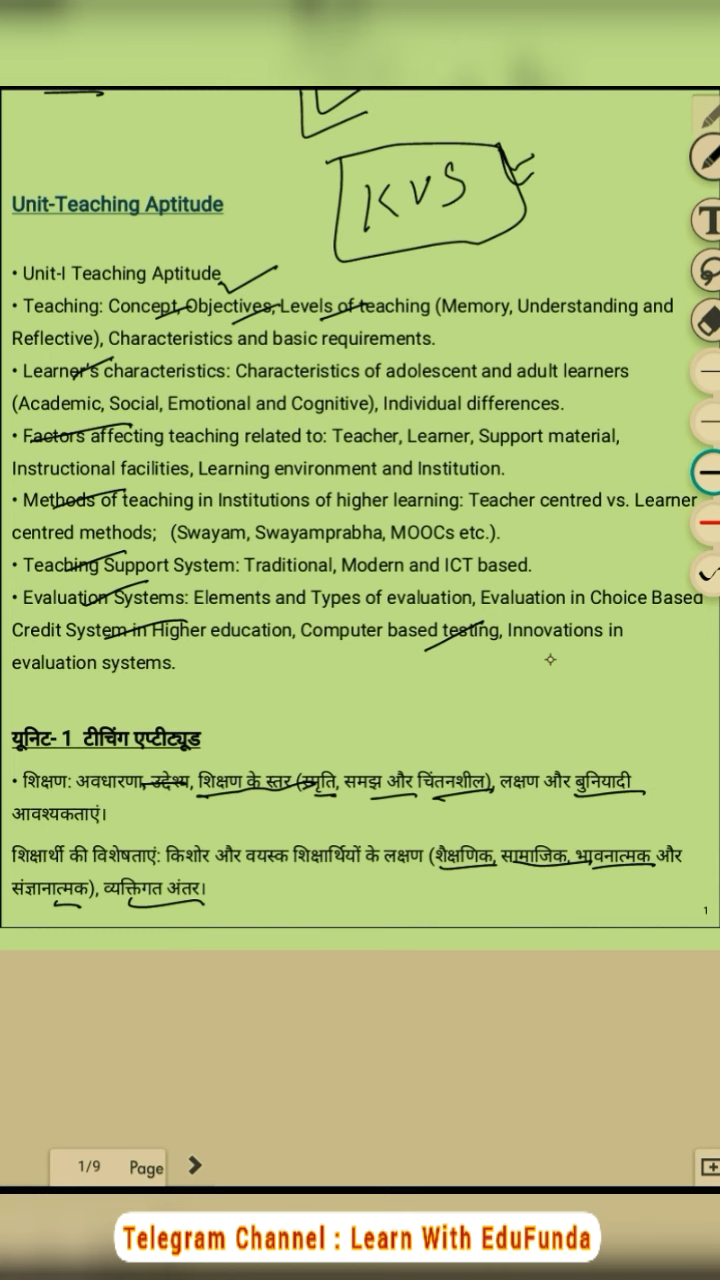 KVS
Unit-Teaching Aptitude
• Unit-I Teaching Aptitude
• Teaching: Concept, Objectives, Levels of teaching (Memory, Understanding and
Reflective), Characteristics and basic requirements.
• Learner's characteristics: Characteristics of adolescent and adult learners
(Academic, Social, Emotional and Cognitive), Individual differences.
• Factors affecting teaching related to: Teacher, Learner, Support material,
Instructional facilities, Learning environment and Institution.
• Methods of teaching in Institutions of higher learning: Teacher centred vs. Learner
centred methods; (Swayam, Swayamprabha, MOOCs etc.).
• Teaching Support System: Traditional, Modern and ICT based.
• Evaluation Systems: Elements and Types of evaluation, Evaluation in Choice Based
Credit System in Higher education, Computer based testing, Innovations in
evaluation systems.
यूनिट- 1 टीचिंग एप्टीट्यूड
• शिक्षण: अवधारणा, उद्देश्य, शिक्षण के स्तर (स्मृति, समझ और चिंतनशील), लक्षण और बुनियादी
आवश्यकताएं।
शिक्षार्थी की विशेषताएं: किशोर और वयस्क शिक्षार्थियों के लक्षण (शैक्षणिक, सामाजिक, भावनात्मक और
संज्ञानात्मक), व्यक्तिगत अंतर।
1
1/9 Page
Telegram Channel : Learn With EduFunda